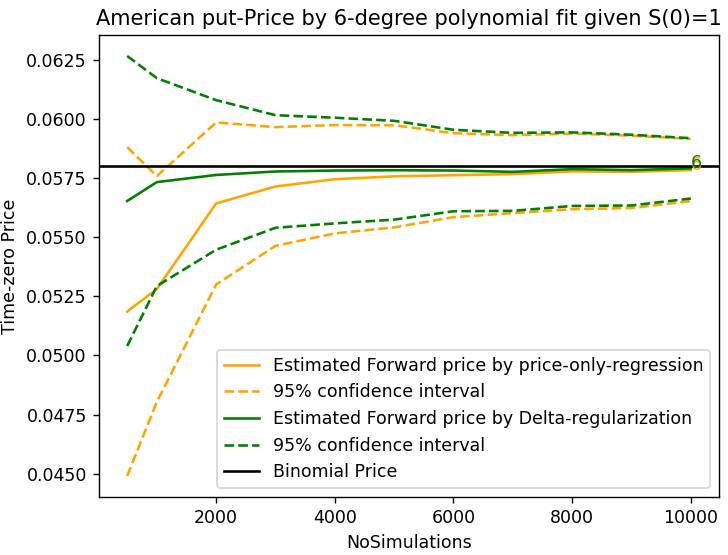 American put-Price by 6-degree polynomial fit given S(0)=1
Time-zero Price
0.0625
0.0600
0.0575
0.0550
0.0525
0.0500
0.0475
0.0450
6
Estimated Forward price by price-only-regression
95% confidence interval
Estimated Forward price by Delta-regularization
95% confidence interval
Binomial Price
2000 4000 6000 8000 10000
NoSimulations